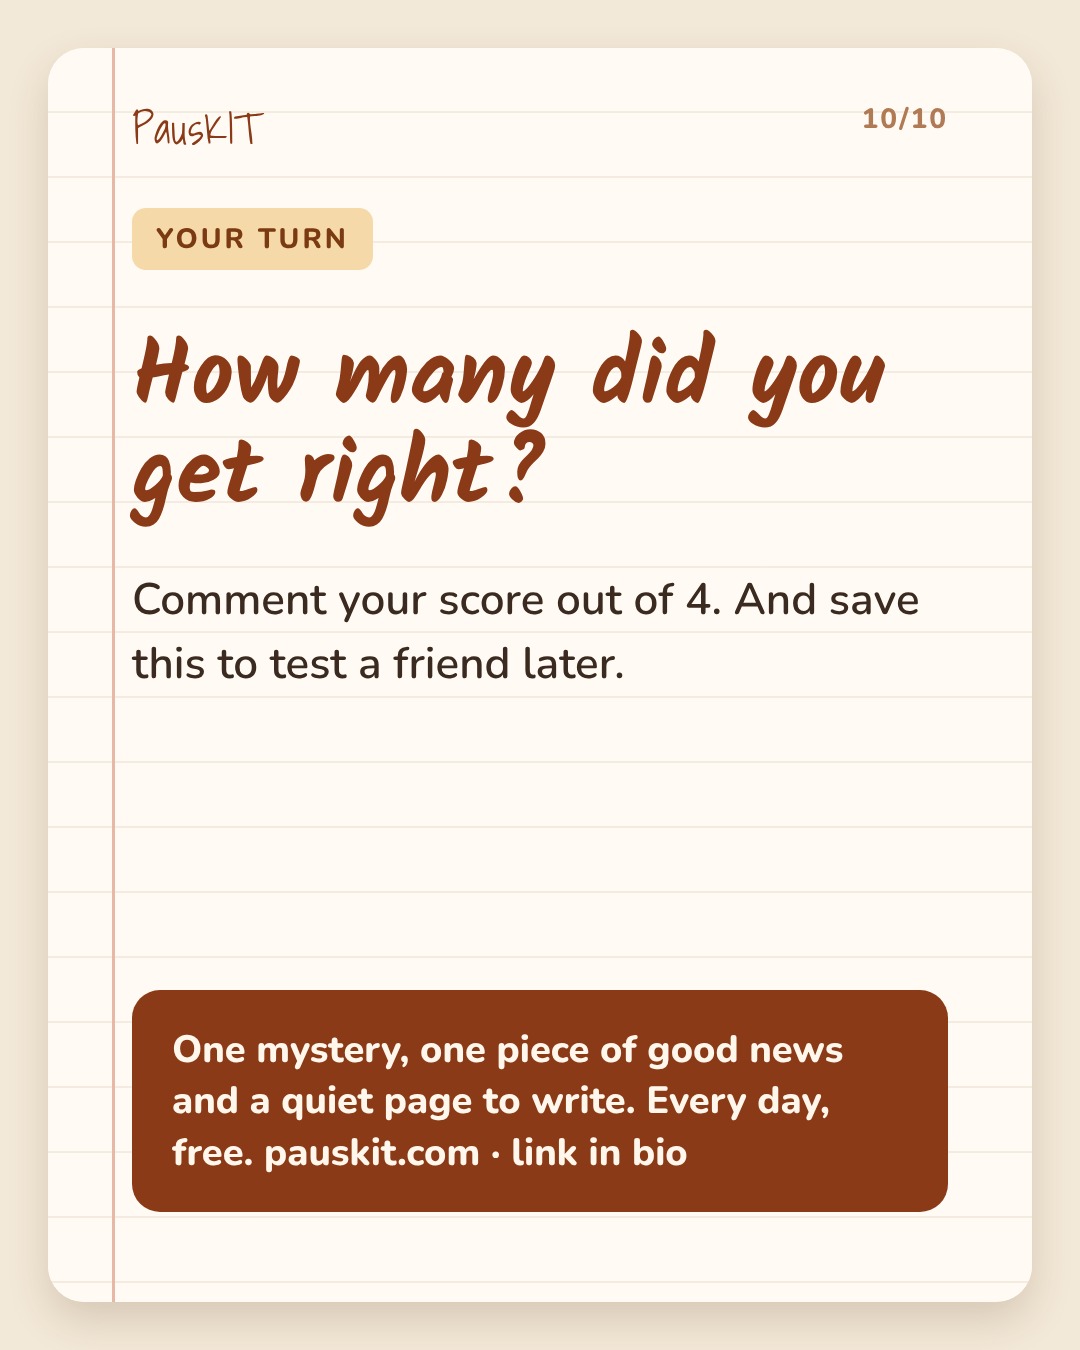 PausKIT
10/10
YOUR TURN
How many did you
get right?
Comment your score out of 4. And save
this to test a friend later.
One mystery, one piece of good news
and a quiet page to write. Every day,
free. pauskit.com · link in bio